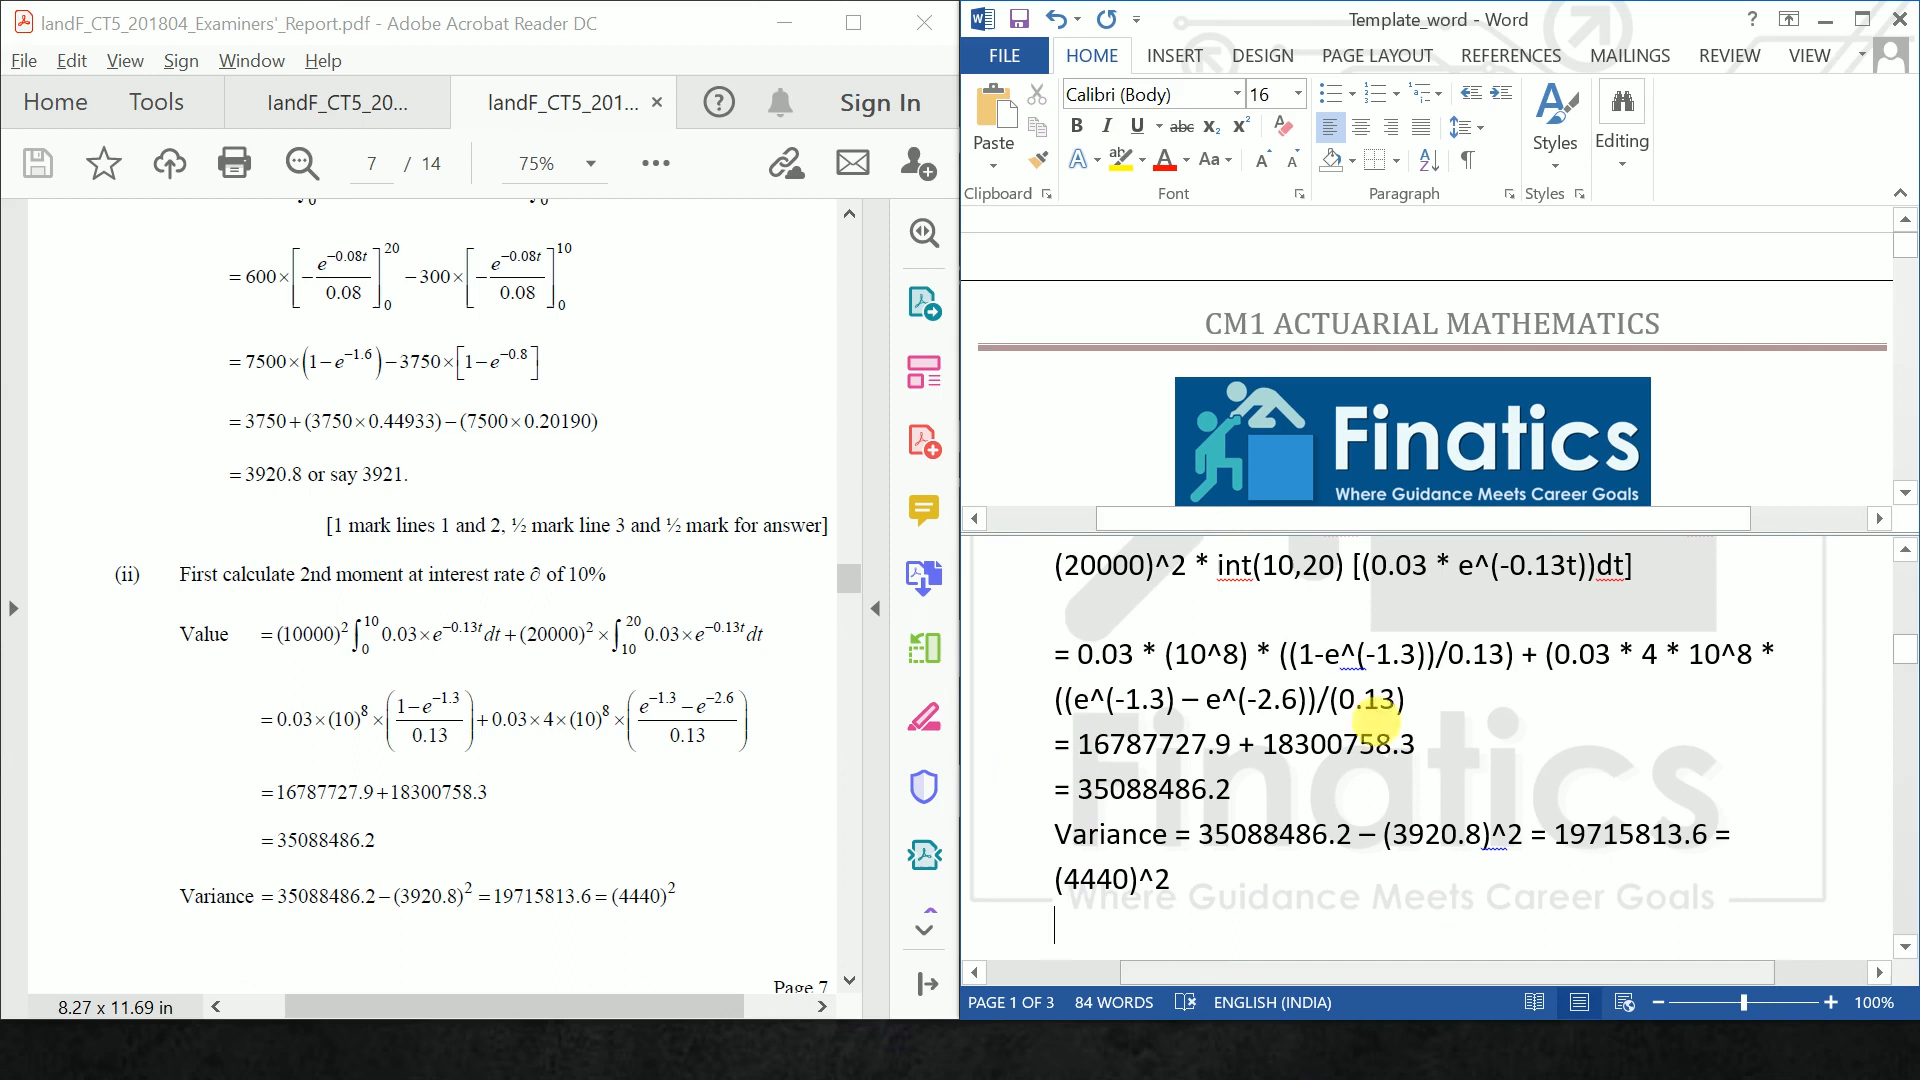 landF_CT5_201804_Examiners'_Report.pdf - Adobe Acrobat Reader DC
File Edit View Sign Window Help
Home Tools landF_CT5_20... landF_CT5_201... × Sign In
7 / 14 75%
= 600 × [ − e^−0.08t / 0.08 ]_0^20 − 300 × [ − e^−0.08t / 0.08 ]_0^10
= 7500 × (1 − e^−1.6) − 3750 × [1 − e^−0.8]
= 3750 + (3750 × 0.44933) − (7500 × 0.20190)
= 3920.8 or say 3921.
[1 mark lines 1 and 2, ½ mark line 3 and ½ mark for answer]
(ii) First calculate 2nd moment at interest rate ∂ of 10%
Value = (10000)^2 ∫_0^10 0.03 × e^−0.13t dt + (20000)^2 × ∫_10^20 0.03 × e^−0.13t dt
= 0.03 × (10)^8 × ( 1 − e^−1.3 / 0.13 ) + 0.03 × 4 × (10)^8 × ( e^−1.3 − e^−2.6 / 0.13 )
= 16787727.9 + 18300758.3
= 35088486.2
Variance = 35088486.2 − (3920.8)^2 = 19715813.6 = (4440)^2
Page 7
8.27 x 11.69 in
Template_word - Word
FILE HOME INSERT DESIGN PAGE LAYOUT REFERENCES MAILINGS REVIEW VIEW
Calibri (Body) 16
Paste
Styles
Editing
Clipboard Font Paragraph Styles
CM1 ACTUARIAL MATHEMATICS
Finatics
Where Guidance Meets Career Goals
(20000)^2 * int(10,20) [(0.03 * e^(-0.13t))dt]
= 0.03 * (10^8) * ((1-e^(-1.3))/0.13) + (0.03 * 4 * 10^8 *
((e^(-1.3) – e^(-2.6))/(0.13)
= 16787727.9 + 18300758.3
= 35088486.2
Variance = 35088486.2 – (3920.8)^2 = 19715813.6 =
(4440)^2
Finatics
Where Guidance Meets Career Goals
PAGE 1 OF 3 84 WORDS ENGLISH (INDIA) 100%